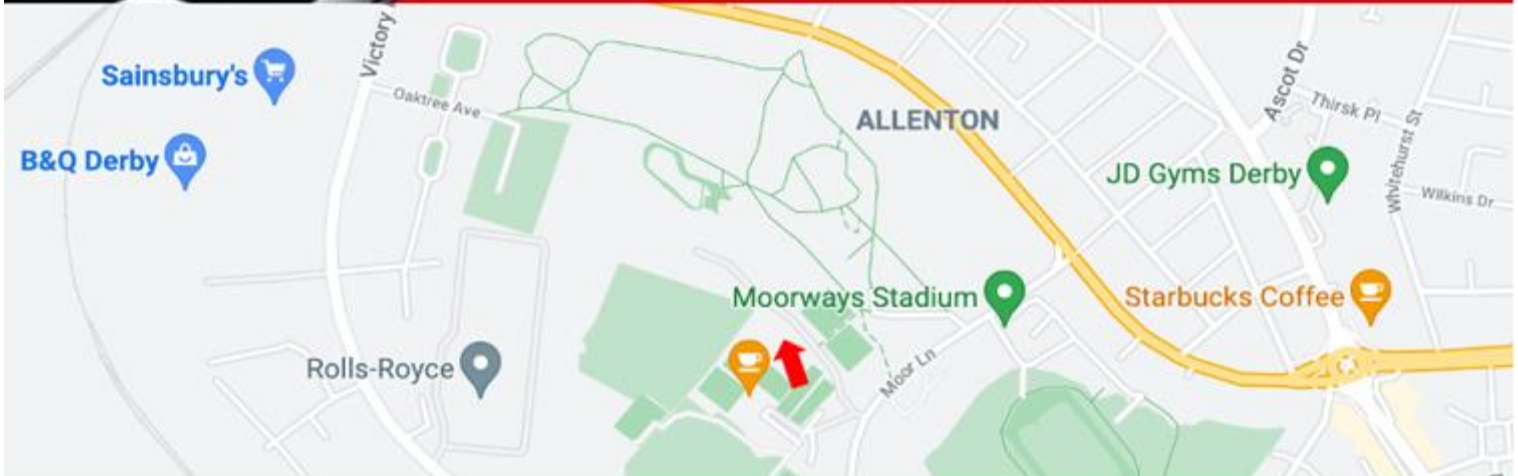 Victory
Sainsbury's
Oaktree Ave
B&Q Derby
ALLENTON
Ascot Dr
Thirsk Pl
Whitehurst St
JD Gyms Derby
Wilkins Dr
Moorways Stadium
Starbucks Coffee
Rolls-Royce
Moor Ln